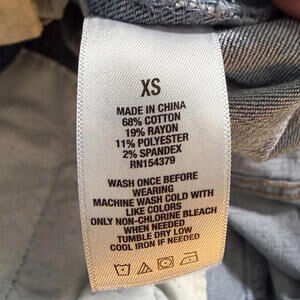 XS
MADE IN CHINA
68% COTTON
19% RAYON
11% POLYESTER
2% SPANDEX
RN154379
WASH ONCE BEFORE
WEARING
MACHINE WASH COLD WITH
LIKE COLORS
ONLY NON-CHLORINE BLEACH
WHEN NEEDED
TUMBLE DRY LOW
COOL IRON IF NEEDED